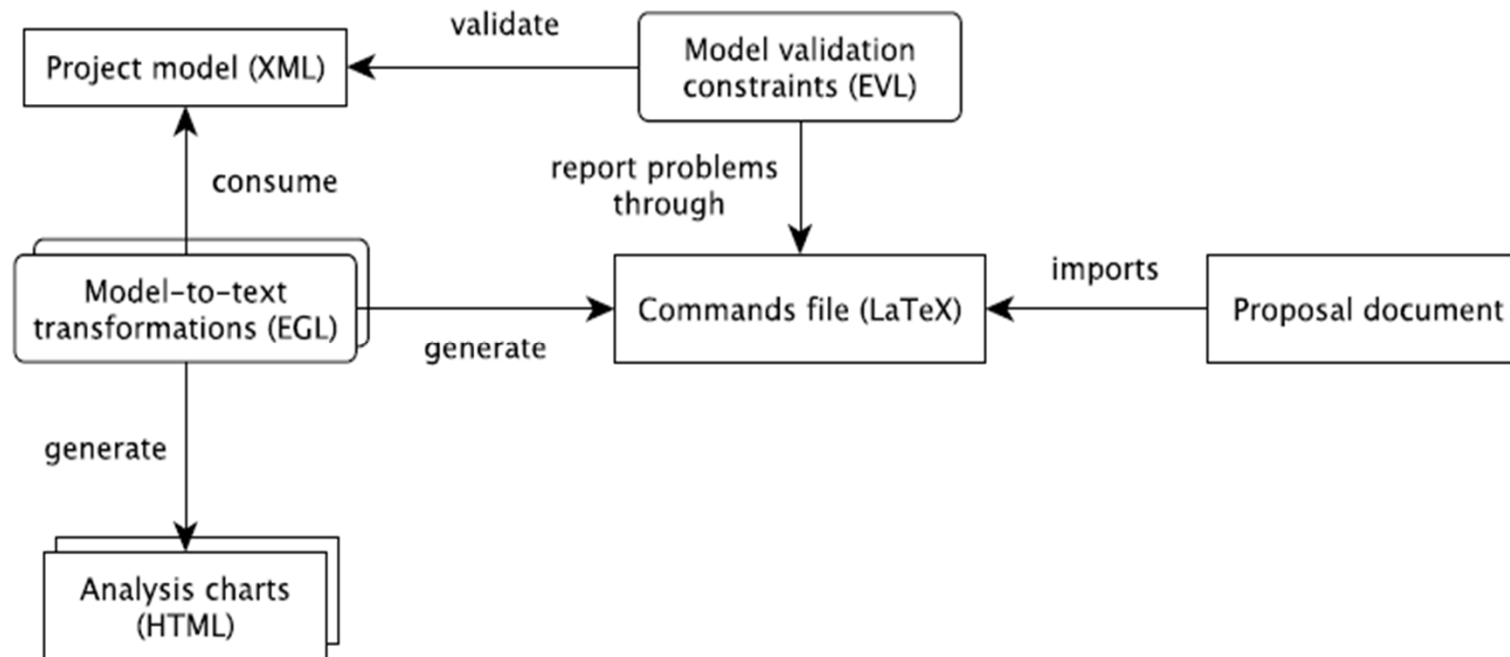 validate
Project model (XML)
Model validation
constraints (EVL)
consume
report problems
through
Model-to-text
transformations (EGL)
generate
Commands file (LaTeX)
imports
Proposal document
generate
Analysis charts
(HTML)